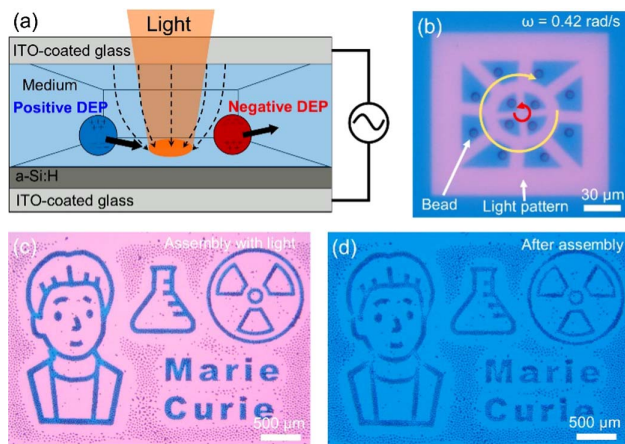 (a)
Light
ITO-coated glass
Medium
Positive DEP
Negative DEP
a-Si:H
ITO-coated glass
(b)
ω = 0.42 rad/s
Bead
Light pattern
30 μm
(c)
Assembly with light
Marie
Curie
500 μm
(d)
After assembly
Marie
Curie
500 μm